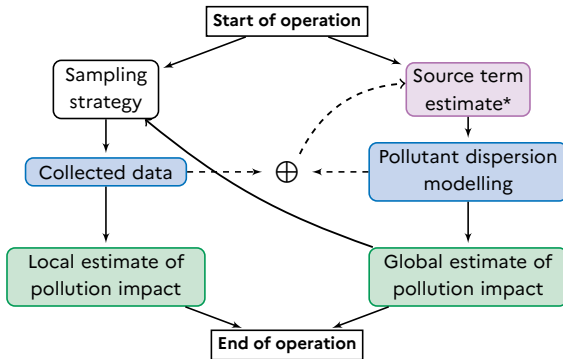 Start of operation
Sampling
strategy
Source term
estimate*
Collected data
Pollutant dispersion
modelling
Local estimate of
pollution impact
Global estimate of
pollution impact
End of operation